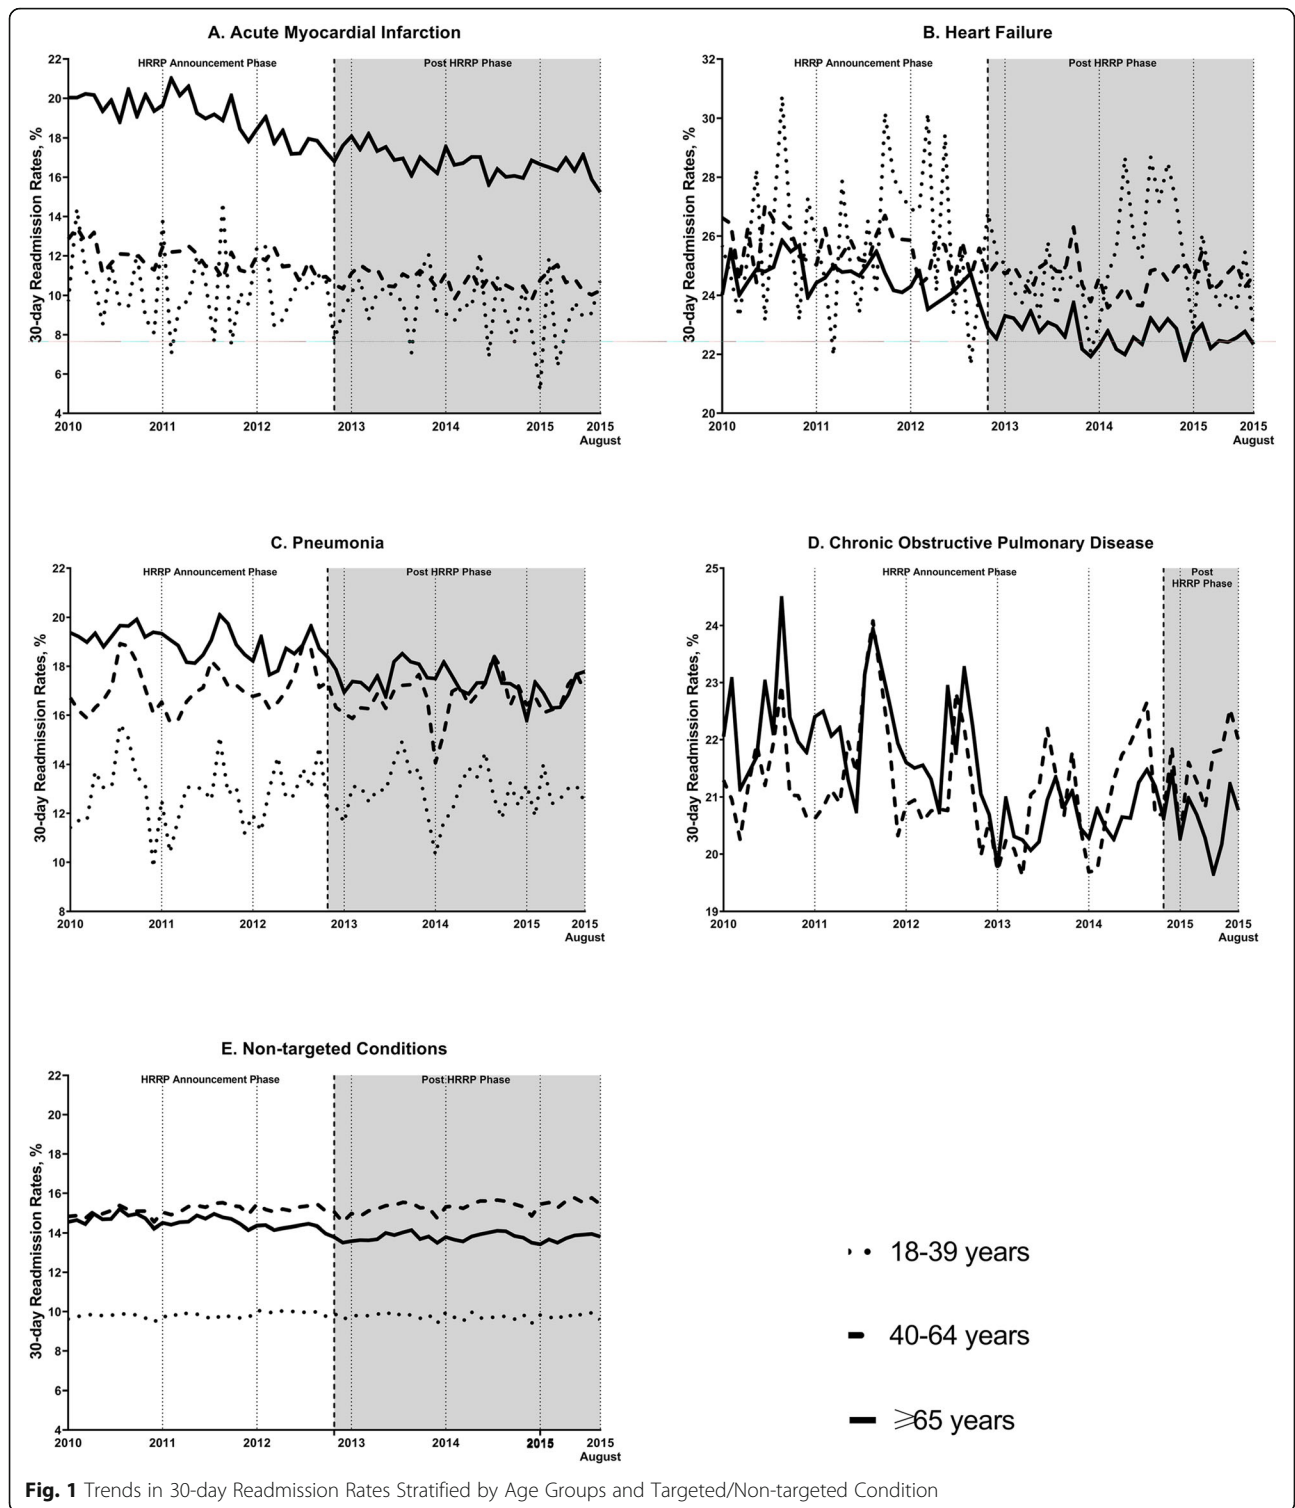 A. Acute Myocardial Infarction
HRRP Announcement Phase
Post HRRP Phase
30-day Readmission Rates, %
22
20
18
16
14
12
10
8
6
4
2010 2011 2012 2013 2014 2015 2015
August
B. Heart Failure
HRRP Announcement Phase
Post HRRP Phase
30-day Readmission Rates, %
32
30
28
26
24
22
20
2010 2011 2012 2013 2014 2015 2015
August
C. Pneumonia
HRRP Announcement Phase
Post HRRP Phase
30-day Readmission Rates, %
22
20
18
16
14
12
10
8
2010 2011 2012 2013 2014 2015 2015
August
D. Chronic Obstructive Pulmonary Disease
HRRP Announcement Phase
Post
HRRP Phase
30-day Readmission Rates, %
25
24
23
22
21
20
19
2010 2011 2012 2013 2014 2015 2015
August
E. Non-targeted Conditions
HRRP Announcement Phase
Post HRRP Phase
30-day Readmission Rates, %
22
20
18
16
14
12
10
8
6
4
2010 2011 2012 2013 2014 2015 2015
August
18-39 years
40-64 years
⩾65 years
Fig. 1 Trends in 30-day Readmission Rates Stratified by Age Groups and Targeted/Non-targeted Condition